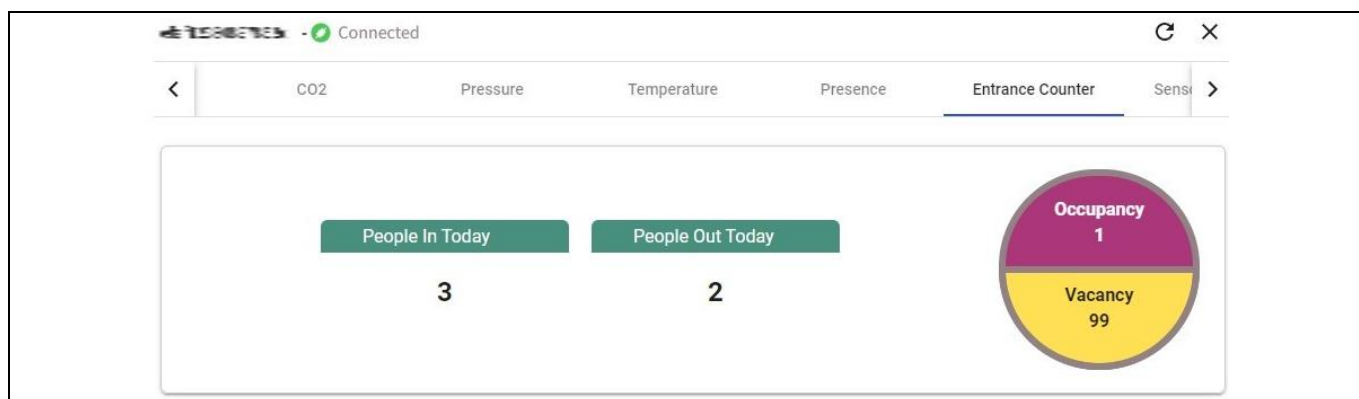 - Connected
CO2 Pressure Temperature Presence Entrance Counter
People In Today People Out Today
3 2
Occupancy
1
Vacancy
99